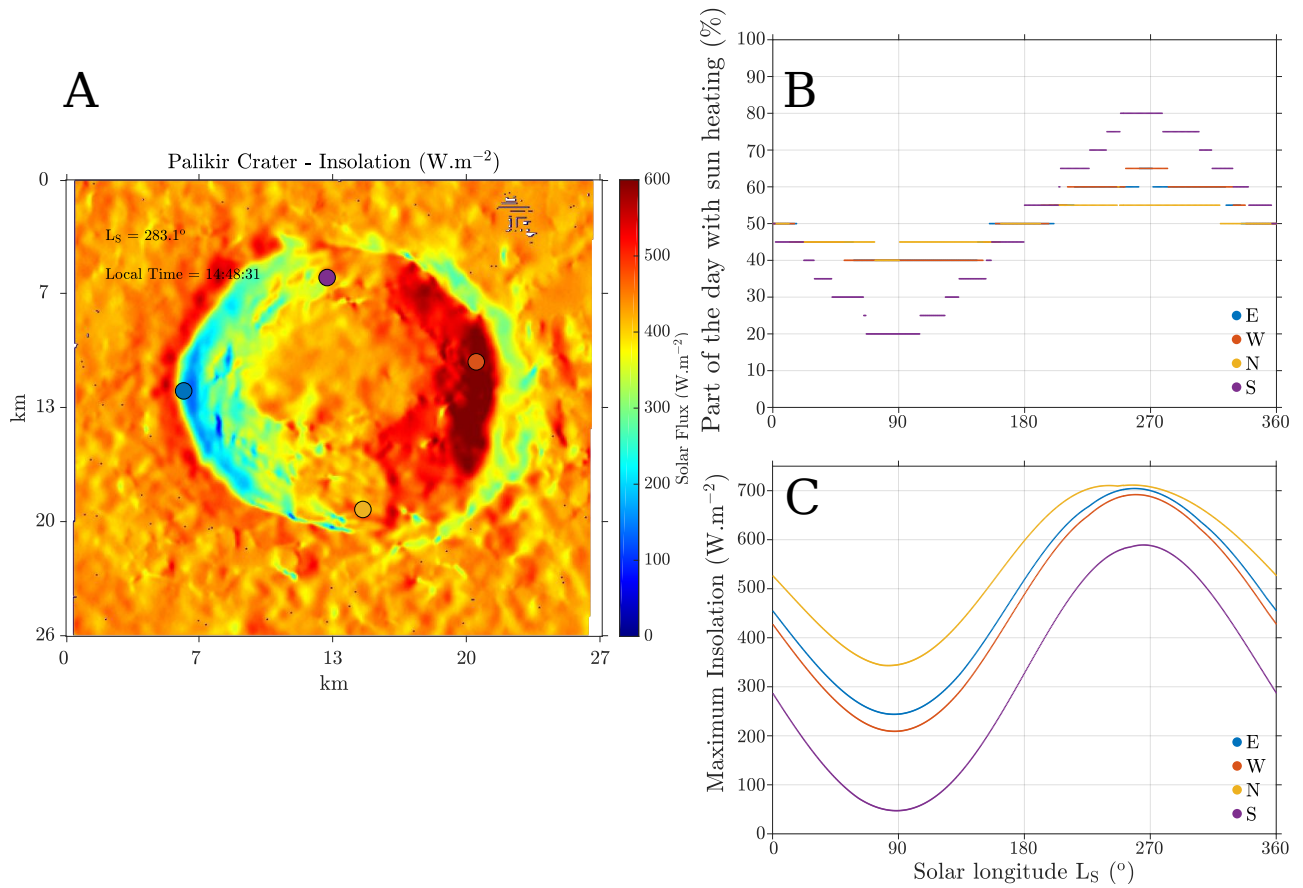 A
Palikir Crater - Insolation (W.m⁻²)
L_S = 283.1º
Local Time = 14:48:31
0
7
13
20
26
km
0
7
13
20
27
km
600
500
400
300
200
100
0
Solar Flux (W.m⁻²)
B
Part of the day with sun heating (%)
100
90
80
70
60
50
40
30
20
10
0
0
90
180
270
360
E
W
N
S
C
Maximum Insolation (W.m⁻²)
700
600
500
400
300
200
100
0
0
90
180
270
360
Solar longitude L_S (º)
E
W
N
S